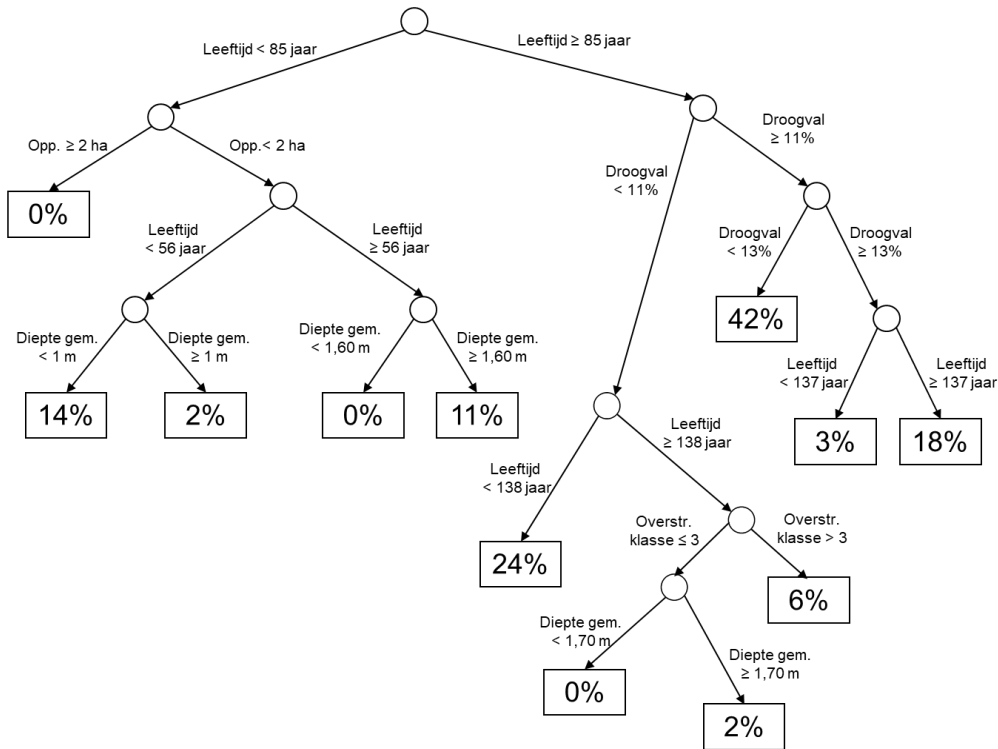 Leeftijd < 85 jaar
Leeftijd ≥ 85 jaar
Opp. ≥ 2 ha
Opp.< 2 ha
Droogval
< 11%
Droogval
≥ 11%
0%
Leeftijd
< 56 jaar
Leeftijd
≥ 56 jaar
Droogval
< 13%
Droogval
≥ 13%
42%
Diepte gem.
< 1 m
Diepte gem.
≥ 1 m
Diepte gem.
< 1,60 m
Diepte gem.
≥ 1,60 m
Leeftijd
< 137 jaar
Leeftijd
≥ 137 jaar
14%
2%
0%
11%
3%
18%
Leeftijd
< 138 jaar
Leeftijd
≥ 138 jaar
24%
Overstr.
klasse ≤ 3
Overstr.
klasse > 3
6%
Diepte gem.
< 1,70 m
Diepte gem.
≥ 1,70 m
0%
2%